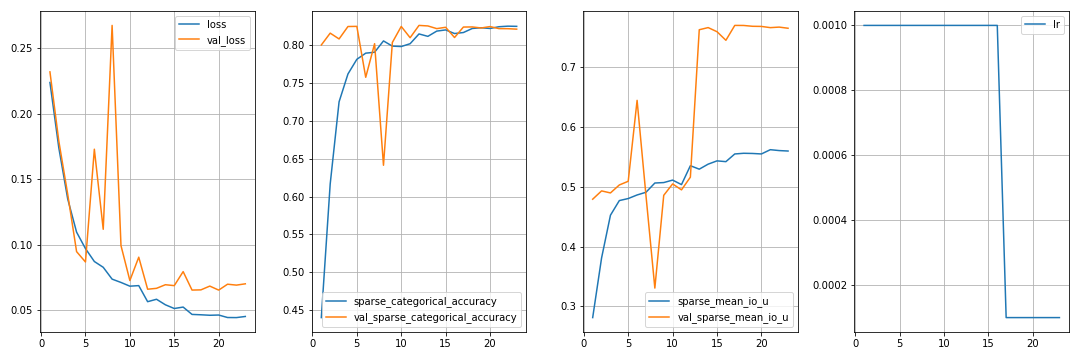 loss
val_loss
0.25
0.20
0.15
0.10
0.05
0 5 10 15 20
0.80
0.75
0.70
0.65
0.60
0.55
0.50
0.45
sparse_categorical_accuracy
val_sparse_categorical_accuracy
0 5 10 15 20
0.7
0.6
0.5
0.4
0.3
sparse_mean_io_u
val_sparse_mean_io_u
0 5 10 15 20
lr
0.0010
0.0008
0.0006
0.0004
0.0002
0 5 10 15 20